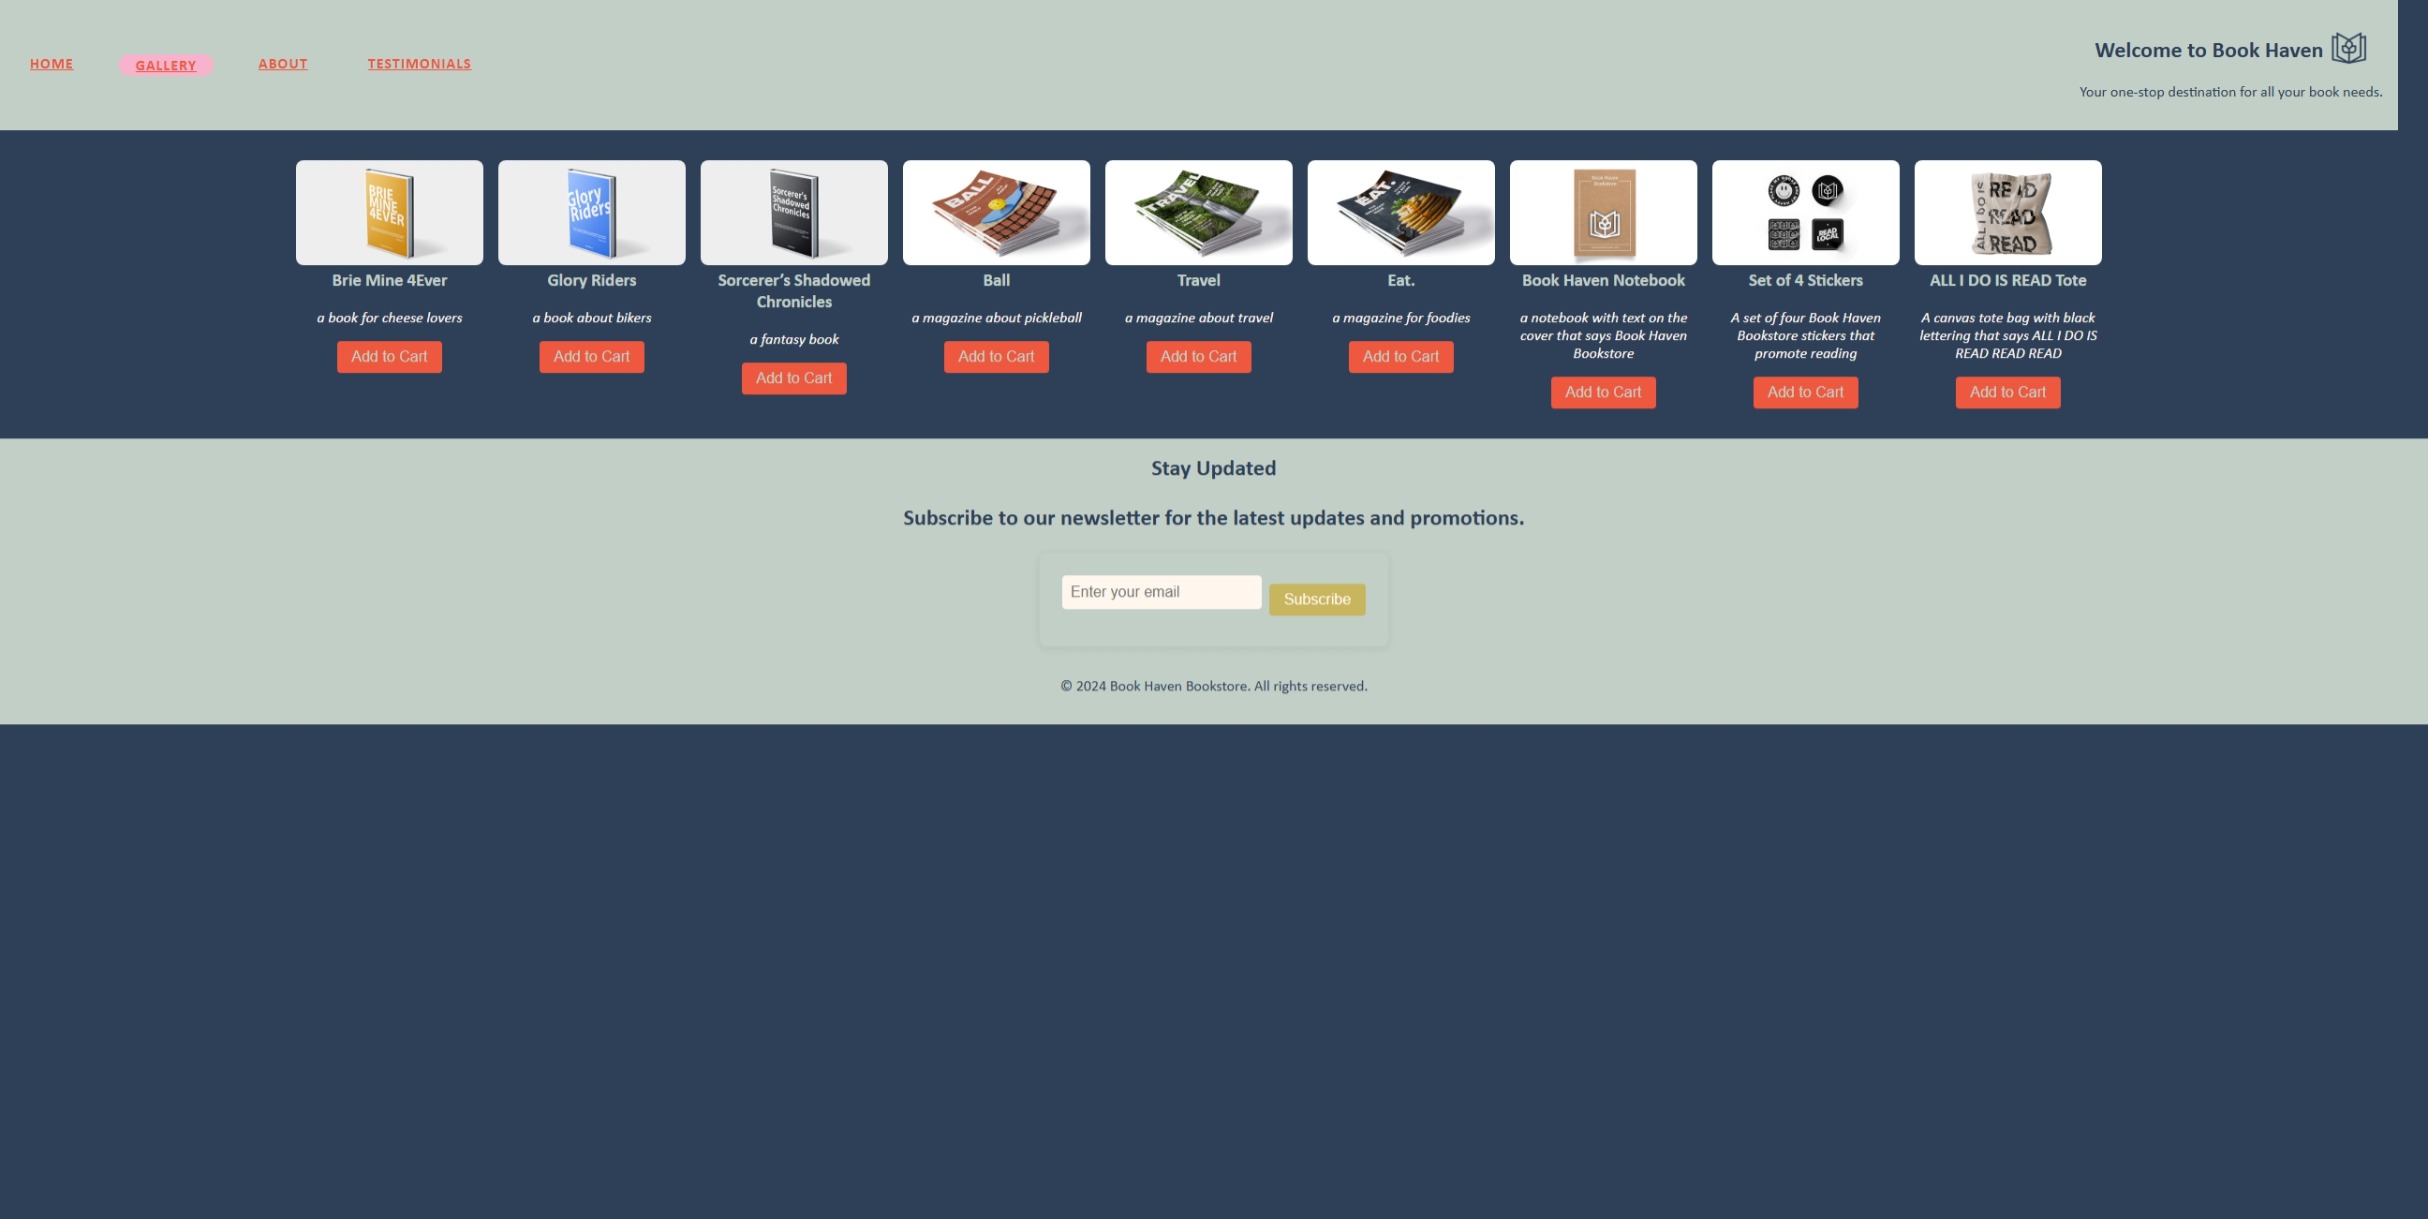 HOME GALLERY ABOUT TESTIMONIALS
Welcome to Book Haven
Your one-stop destination for all your book needs.
BRIE
MINE
4EVER
Glory
Riders
Sorcerer's
Shadowed
Chronicles
BALL
TRAVEL
EAT.
Book Haven
Bookstore
READ
LOCAL
ALL I DO IS
READ
READ
READ
Brie Mine 4Ever
a book for cheese lovers
Add to Cart
Glory Riders
a book about bikers
Add to Cart
Sorcerer’s Shadowed
Chronicles
a fantasy book
Add to Cart
Ball
a magazine about pickleball
Add to Cart
Travel
a magazine about travel
Add to Cart
Eat.
a magazine for foodies
Add to Cart
Book Haven Notebook
a notebook with text on the
cover that says Book Haven
Bookstore
Add to Cart
Set of 4 Stickers
A set of four Book Haven
Bookstore stickers that
promote reading
Add to Cart
ALL I DO IS READ Tote
A canvas tote bag with black
lettering that says ALL I DO IS
READ READ READ
Add to Cart
Stay Updated
Subscribe to our newsletter for the latest updates and promotions.
Enter your email
Subscribe
© 2024 Book Haven Bookstore. All rights reserved.